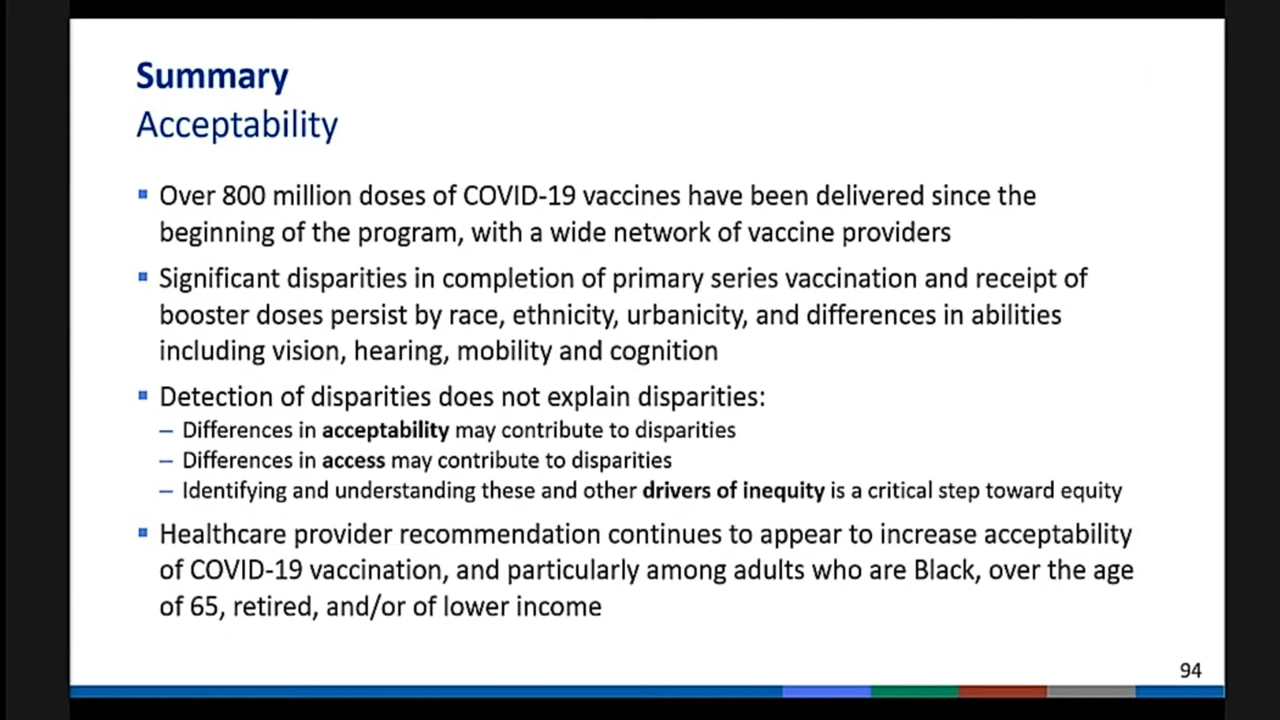 Summary
Acceptability
Over 800 million doses of COVID-19 vaccines have been delivered since the
beginning of the program, with a wide network of vaccine providers
Significant disparities in completion of primary series vaccination and receipt of
booster doses persist by race, ethnicity, urbanicity, and differences in abilities
including vision, hearing, mobility and cognition
Detection of disparities does not explain disparities:
– Differences in acceptability may contribute to disparities
– Differences in access may contribute to disparities
– Identifying and understanding these and other drivers of inequity is a critical step toward equity
Healthcare provider recommendation continues to appear to increase acceptability
of COVID-19 vaccination, and particularly among adults who are Black, over the age
of 65, retired, and/or of lower income
94